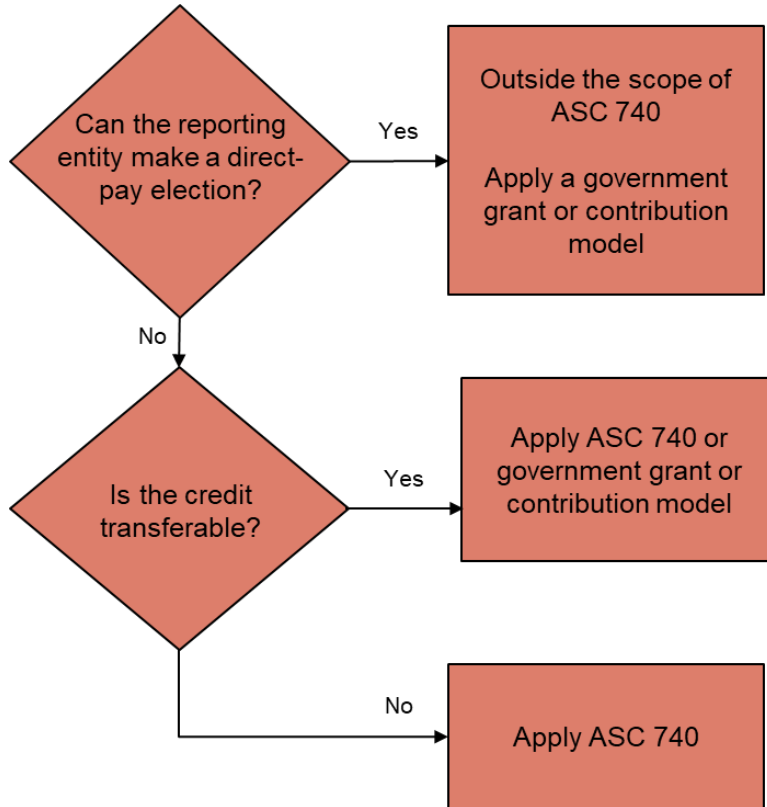 Can the reporting
entity make a direct-
pay election?
Yes
Outside the scope of
ASC 740
Apply a government
grant or contribution
model
No
Is the credit
transferable?
Yes
Apply ASC 740 or
government grant or
contribution model
No
Apply ASC 740